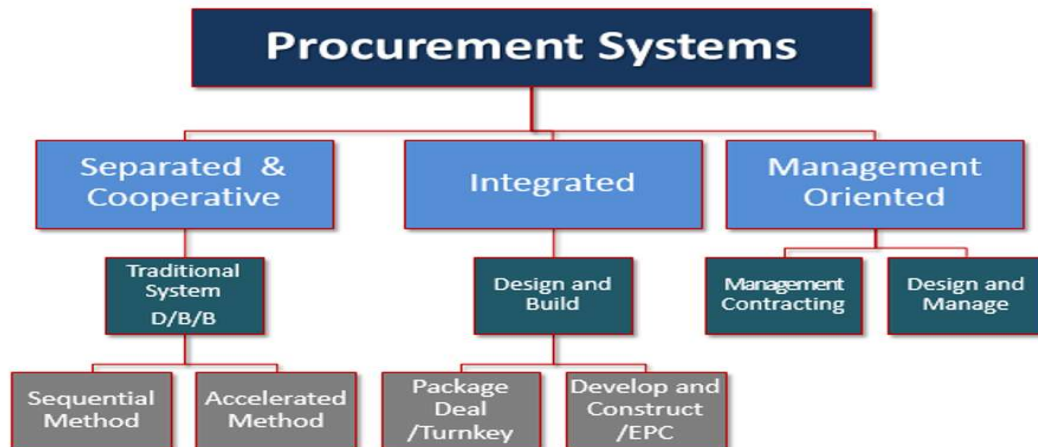 Procurement Systems
Separated &
Cooperative
Integrated
Management
Oriented
Traditional
System
D/B/B
Design and
Build
Management
Contracting
Design and
Manage
Sequential
Method
Accelerated
Method
Package
Deal
/Turnkey
Develop and
Construct
/EPC